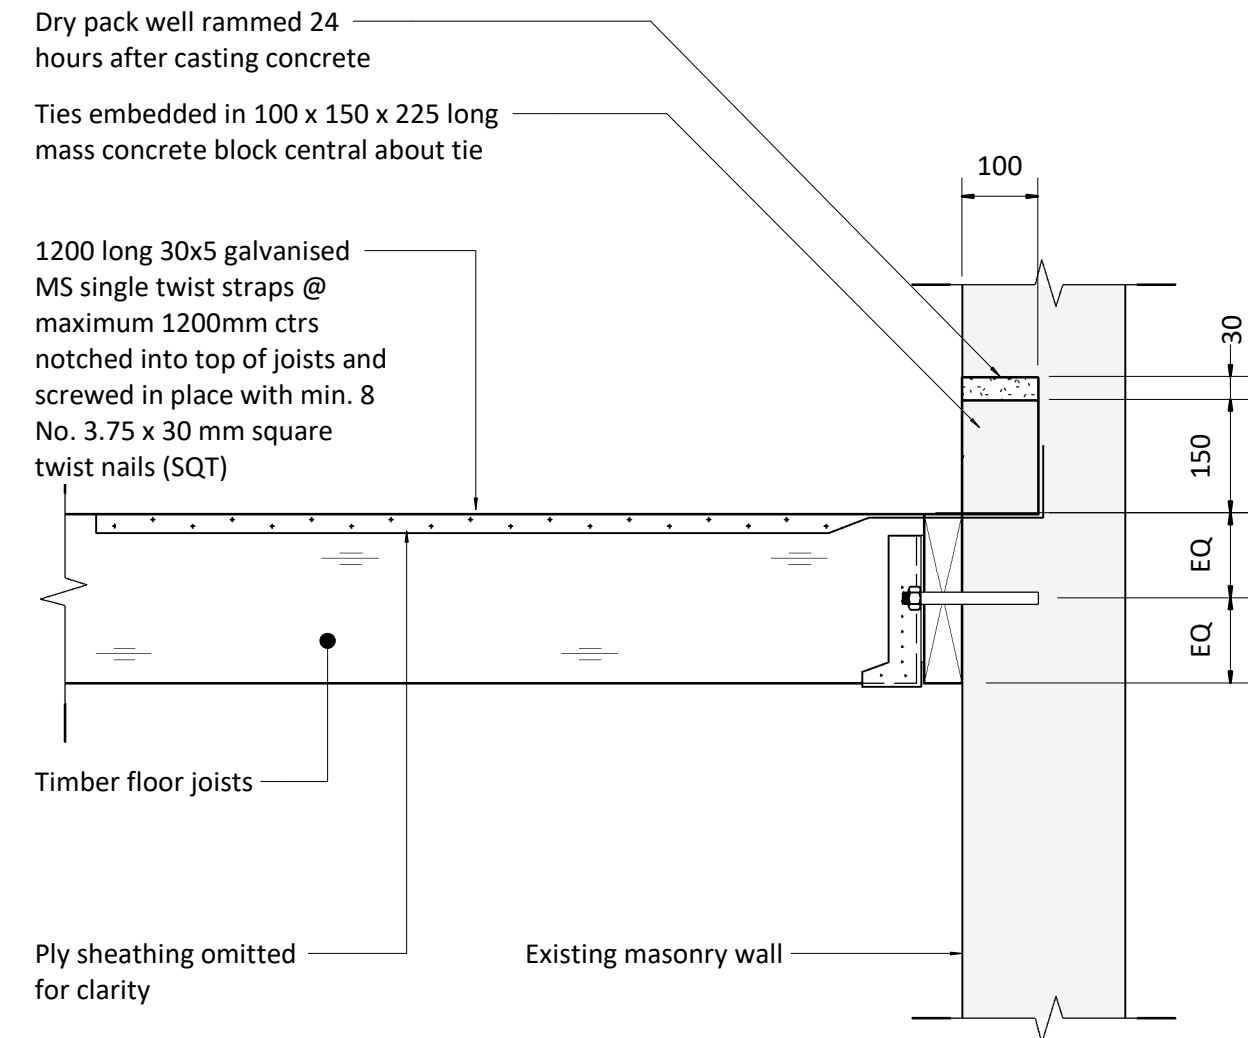 Dry pack well rammed 24
hours after casting concrete
Ties embedded in 100 x 150 x 225 long
mass concrete block central about tie
100
1200 long 30x5 galvanised
MS single twist straps @
maximum 1200mm ctrs
notched into top of joists and
screwed in place with min. 8
No. 3.75 x 30 mm square
twist nails (SQT)
30
150
EQ
EQ
Timber floor joists
Ply sheathing omitted
for clarity
Existing masonry wall